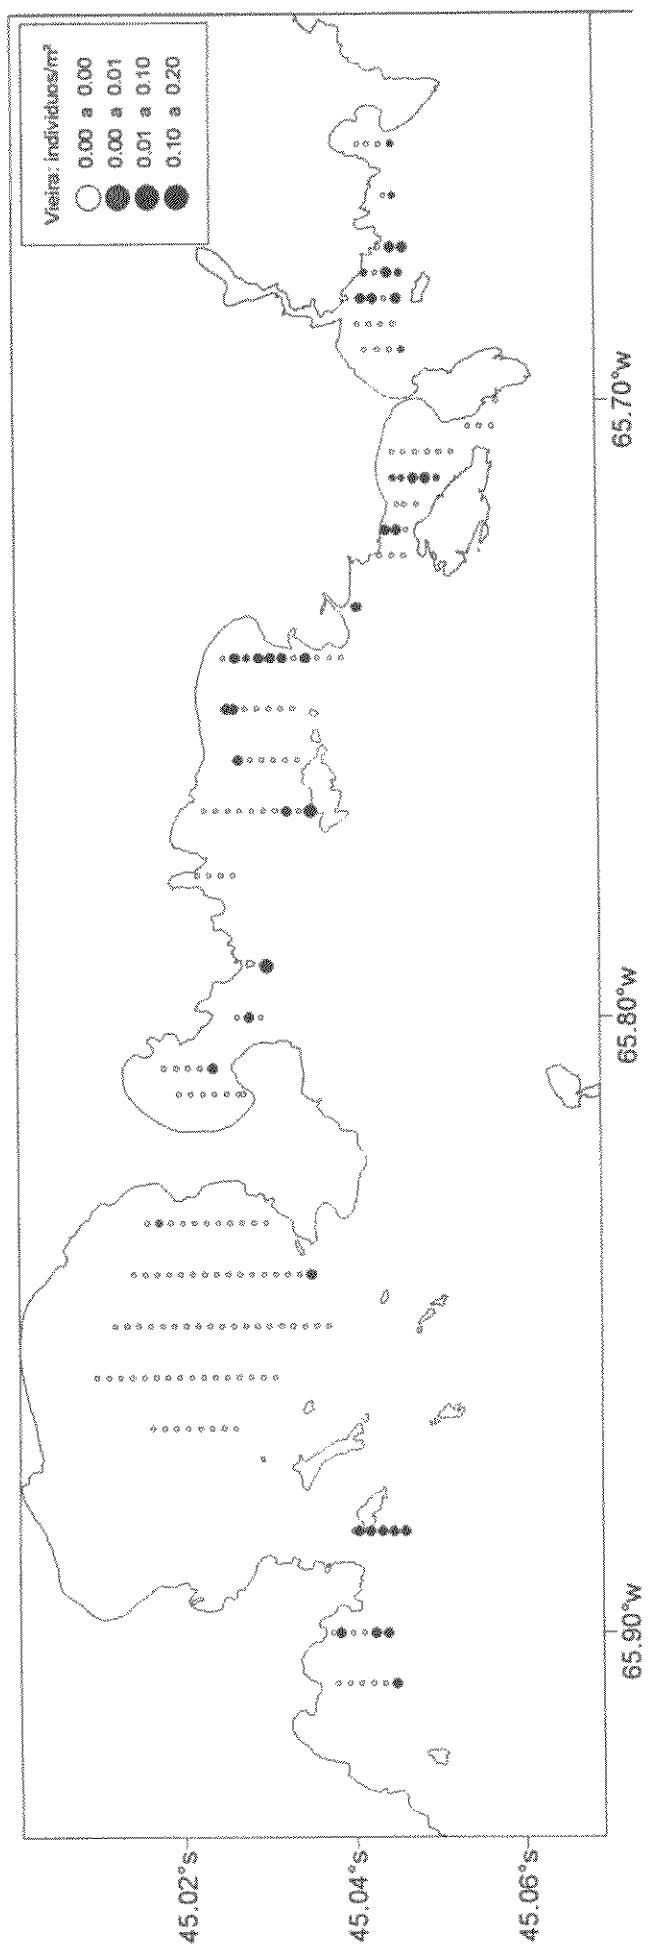 Vieira: individuos/m²
0.00 a 0.00
0.00 a 0.01
0.01 a 0.10
0.10 a 0.20
45.02°s
45.04°s
45.06°s
65.90°w
65.80°w
65.70°w